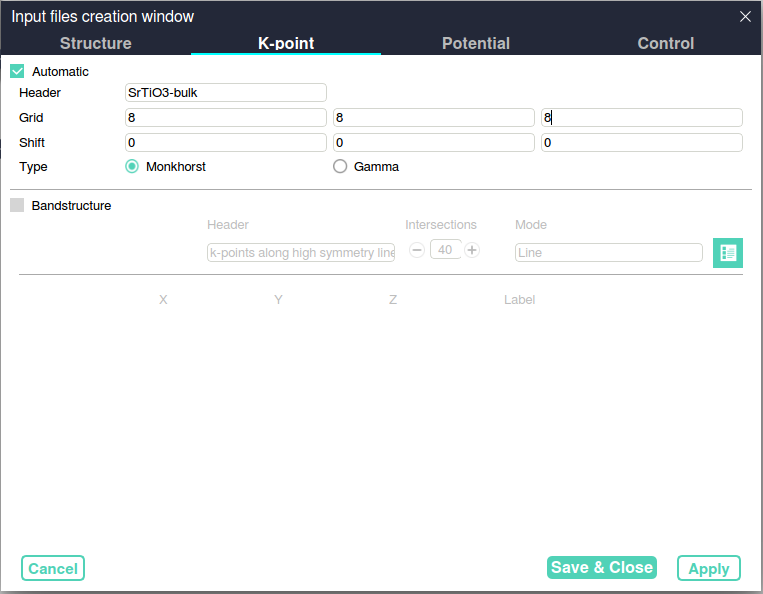 Input files creation window
Structure K-point Potential Control
Automatic
Header SrTiO3-bulk
Grid 8 8 8
Shift 0 0 0
Type Monkhorst Gamma
Bandstructure
Header Intersections Mode
k-points along high symmetry line 40 Line
X Y Z Label
Cancel Save & Close Apply